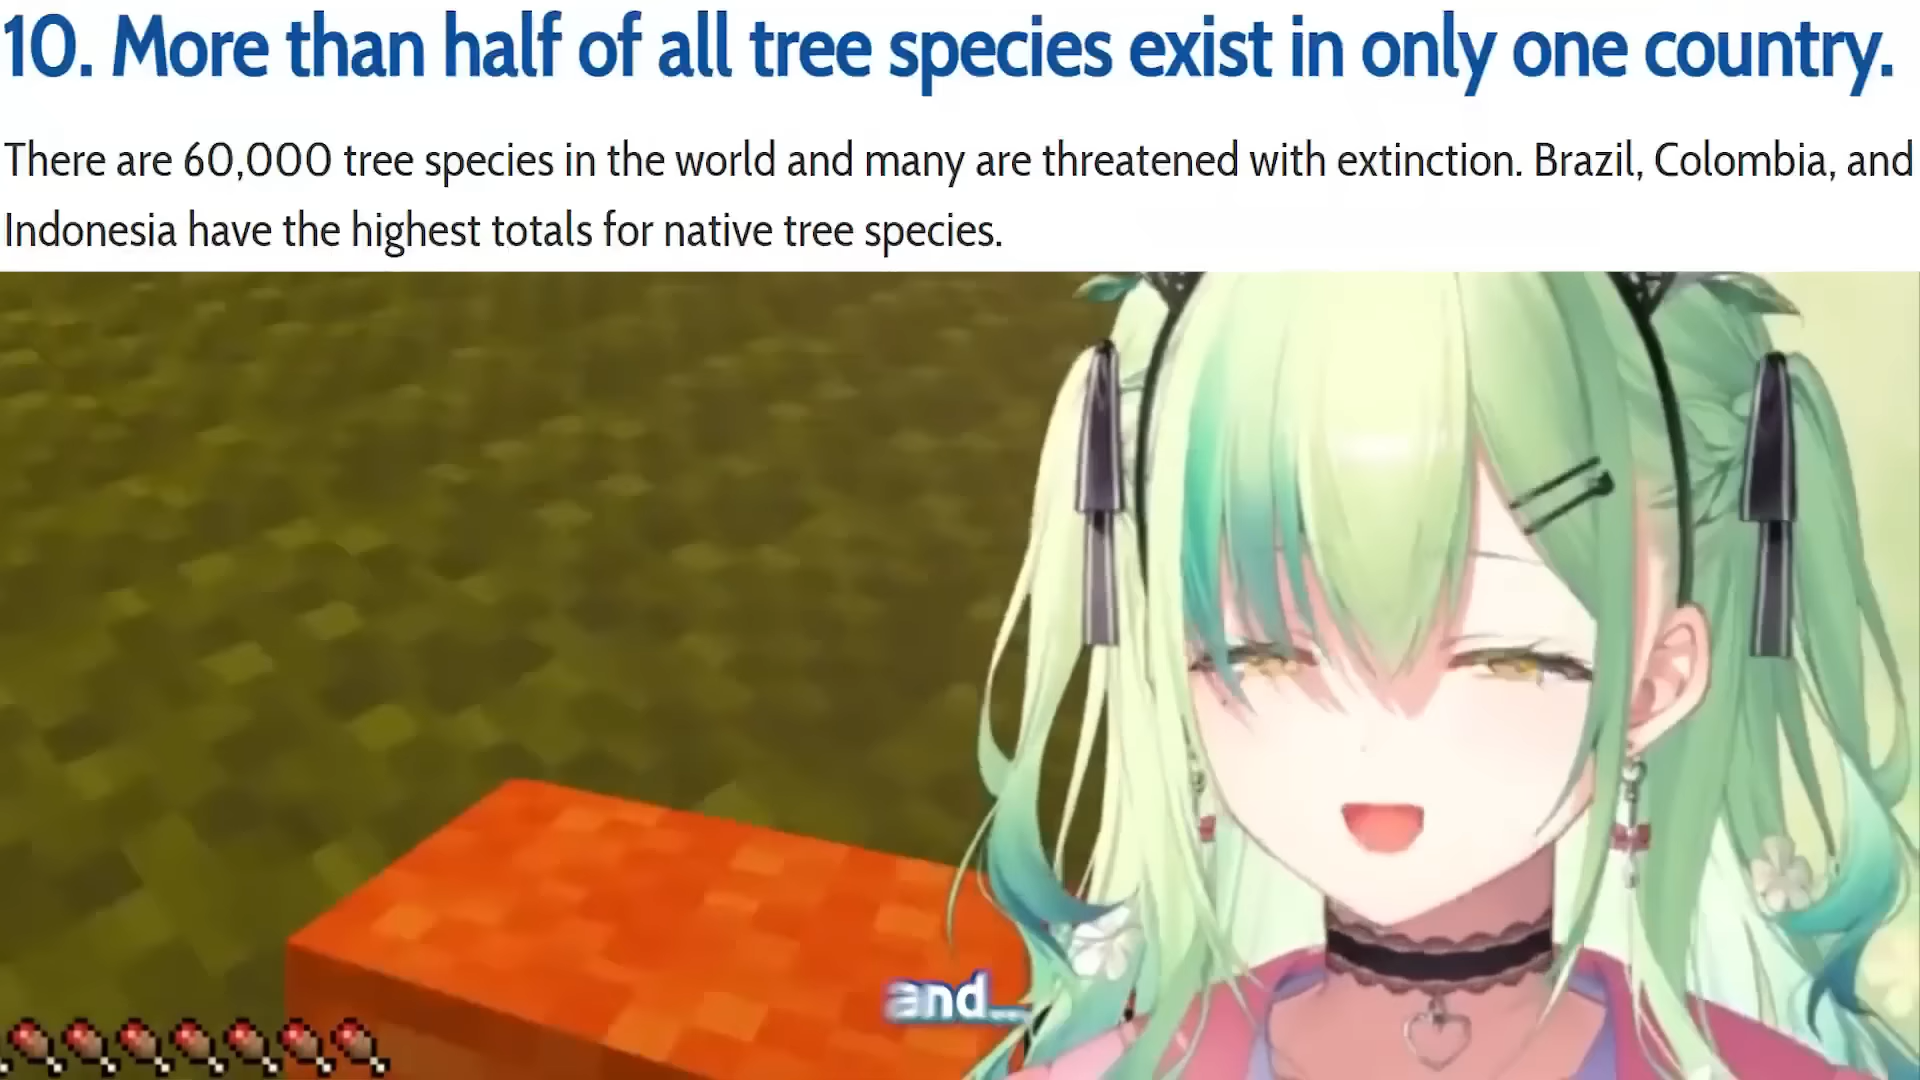 10. More than half of all tree species exist in only one country.
There are 60,000 tree species in the world and many are threatened with extinction. Brazil, Colombia, and
Indonesia have the highest totals for native tree species.
and...